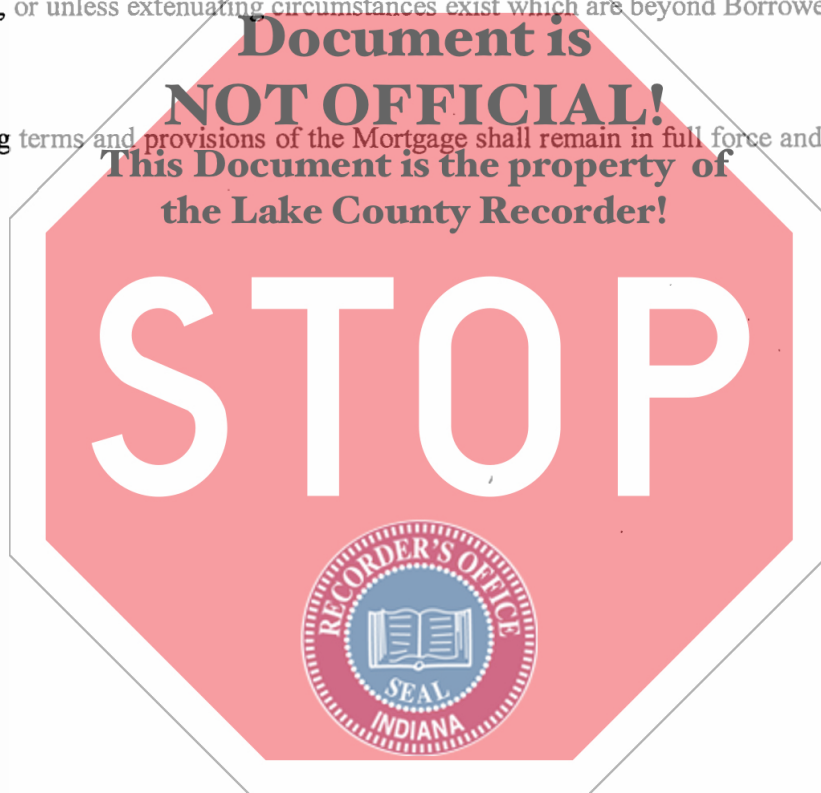 , or unless extenuating circumstances exist which are beyond Borrowe
Document is
NOT OFFICIAL!
g terms and provisions of the Mortgage shall remain in full force and
This Document is the property of
the Lake County Recorder!
STOP
RECORDER'S OFFICE
SEAL
INDIANA